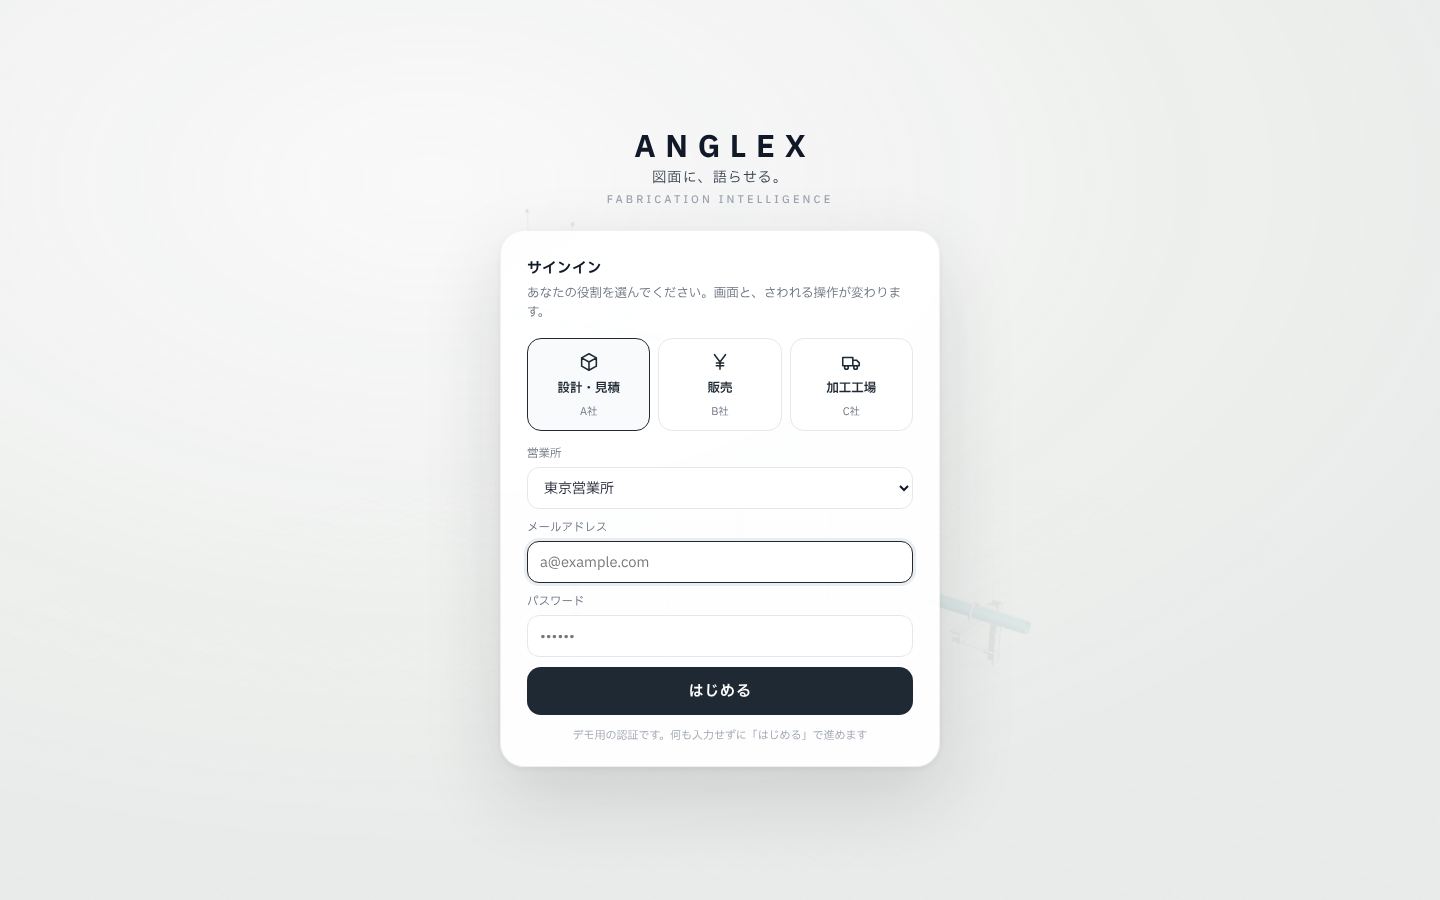 ANGLEX
図面に、語らせる。
FABRICATION INTELLIGENCE
サインイン
あなたの役割を選んでください。画面と、さわれる操作が変わりま
す。
設計・見積
A社
販売
B社
加工工場
C社
営業所
東京営業所
メールアドレス
a@example.com
パスワード
••••••
はじめる
デモ用の認証です。何も入力せずに「はじめる」で進めます